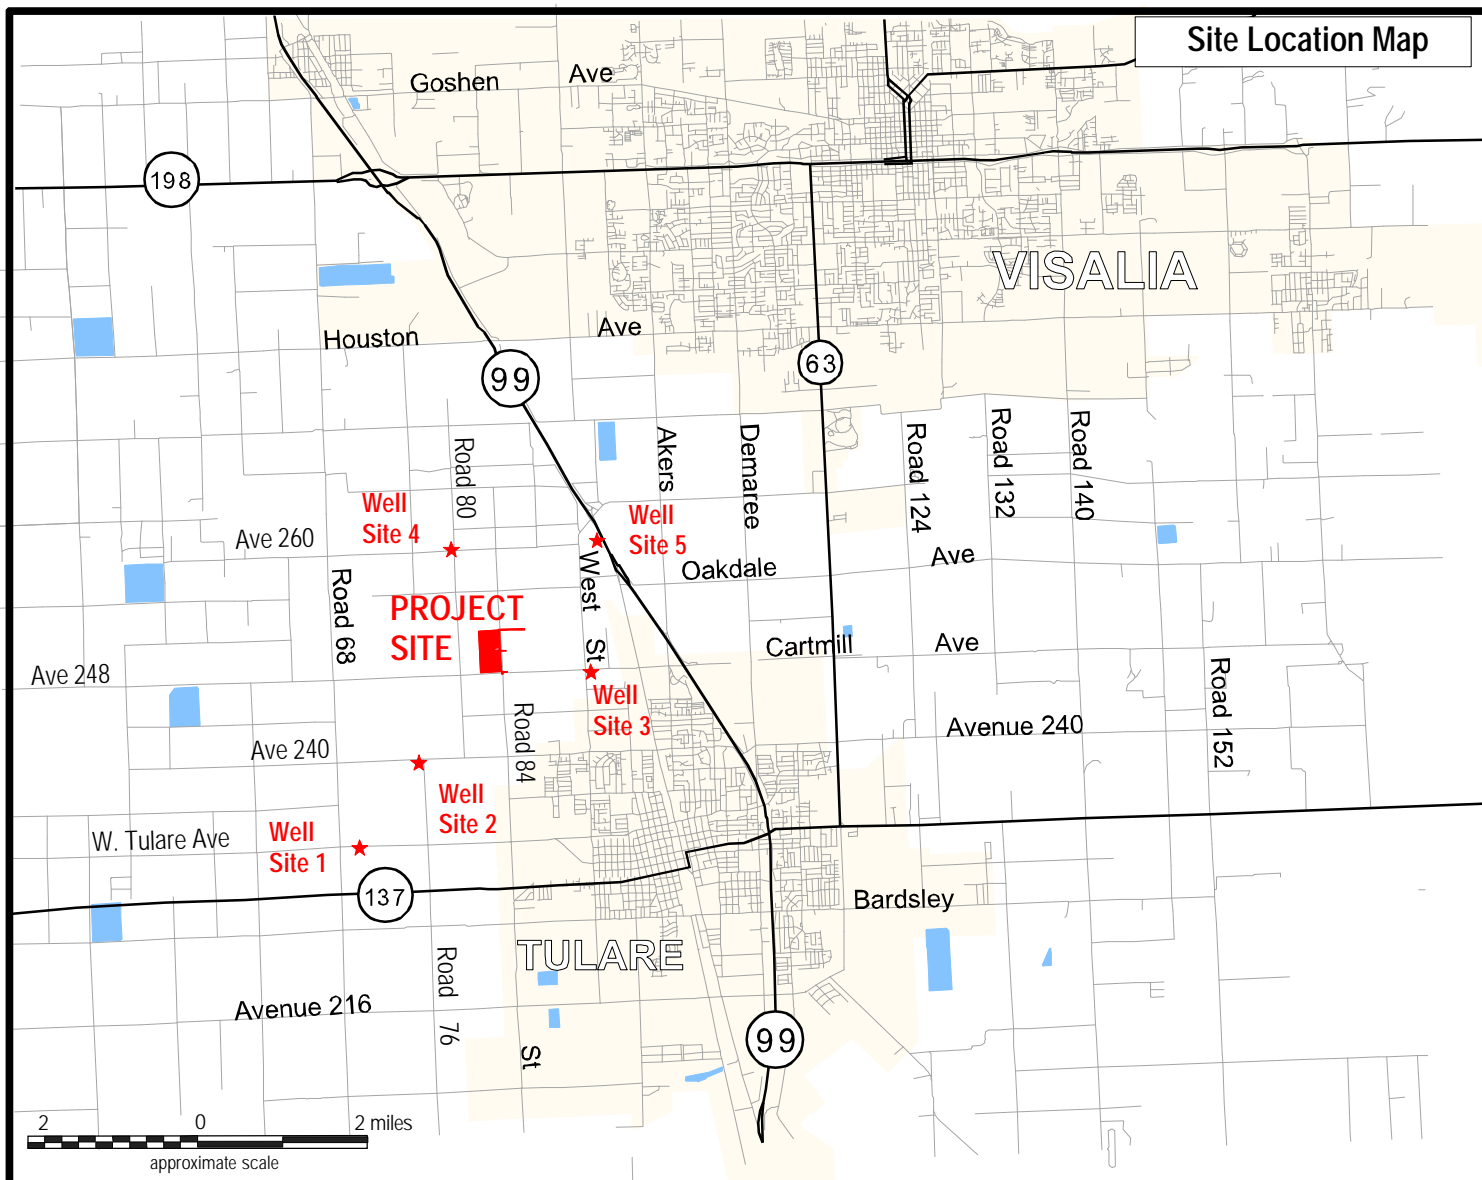 Site Location Map
Goshen Ave
198
VISALIA
Houston Ave
99
63
Road 80
Akers
Demaree
Road 124
Road 132
Road 140
Well
Site 4
Well
Site 5
Ave 260
West St
Oakdale Ave
Road 68
PROJECT
SITE
Cartmill Ave
Ave 248
Road 152
Well
Site 3
Road 84
Avenue 240
Ave 240
Well
Site 2
W. Tulare Ave
Well
Site 1
137
Bardsley
TULARE
Road 76
Avenue 216
99
St
2 0 2 miles
approximate scale